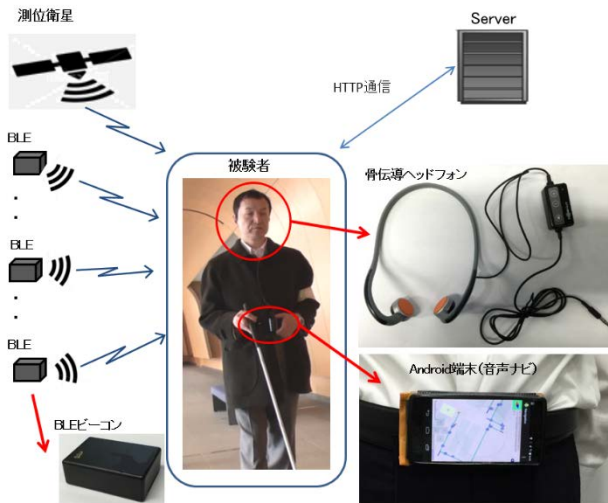 測位衛星
Server
HTTP通信
BLE
被験者
骨伝導ヘッドフォン
BLE
BLE
Android端末(音声ナビ)
BLEビーコン